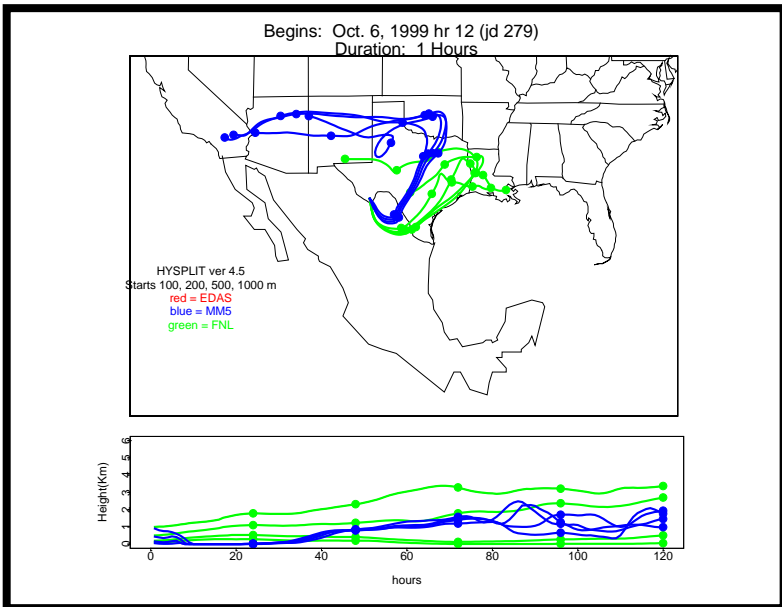 Begins:  Oct. 6, 1999 hr 12 (jd 279)
Duration:  1 Hours
HYSPLIT ver 4.5
Starts 100, 200, 500, 1000 m
red = EDAS
blue = MM5
green = FNL
Height(Km)
6
5
4
3
2
1
0
0 20 40 60 80 100 120
hours